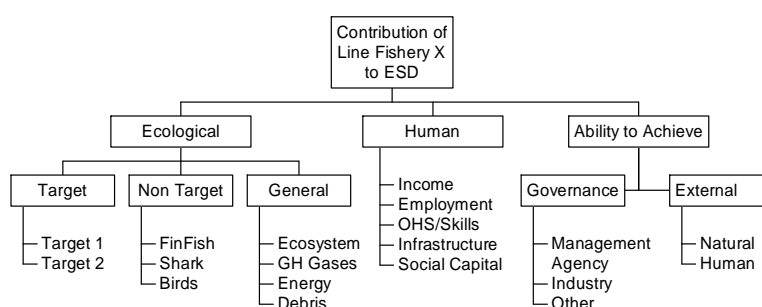 Contribution of
Line Fishery X
to ESD
Ecological
Human
Ability to Achieve
Target
Non Target
General
Governance
External
Target 1
Target 2
FinFish
Shark
Birds
Ecosystem
GH Gases
Energy
Debris
Income
Employment
OHS/Skills
Infrastructure
Social Capital
Management
Agency
Industry
Other
Natural
Human